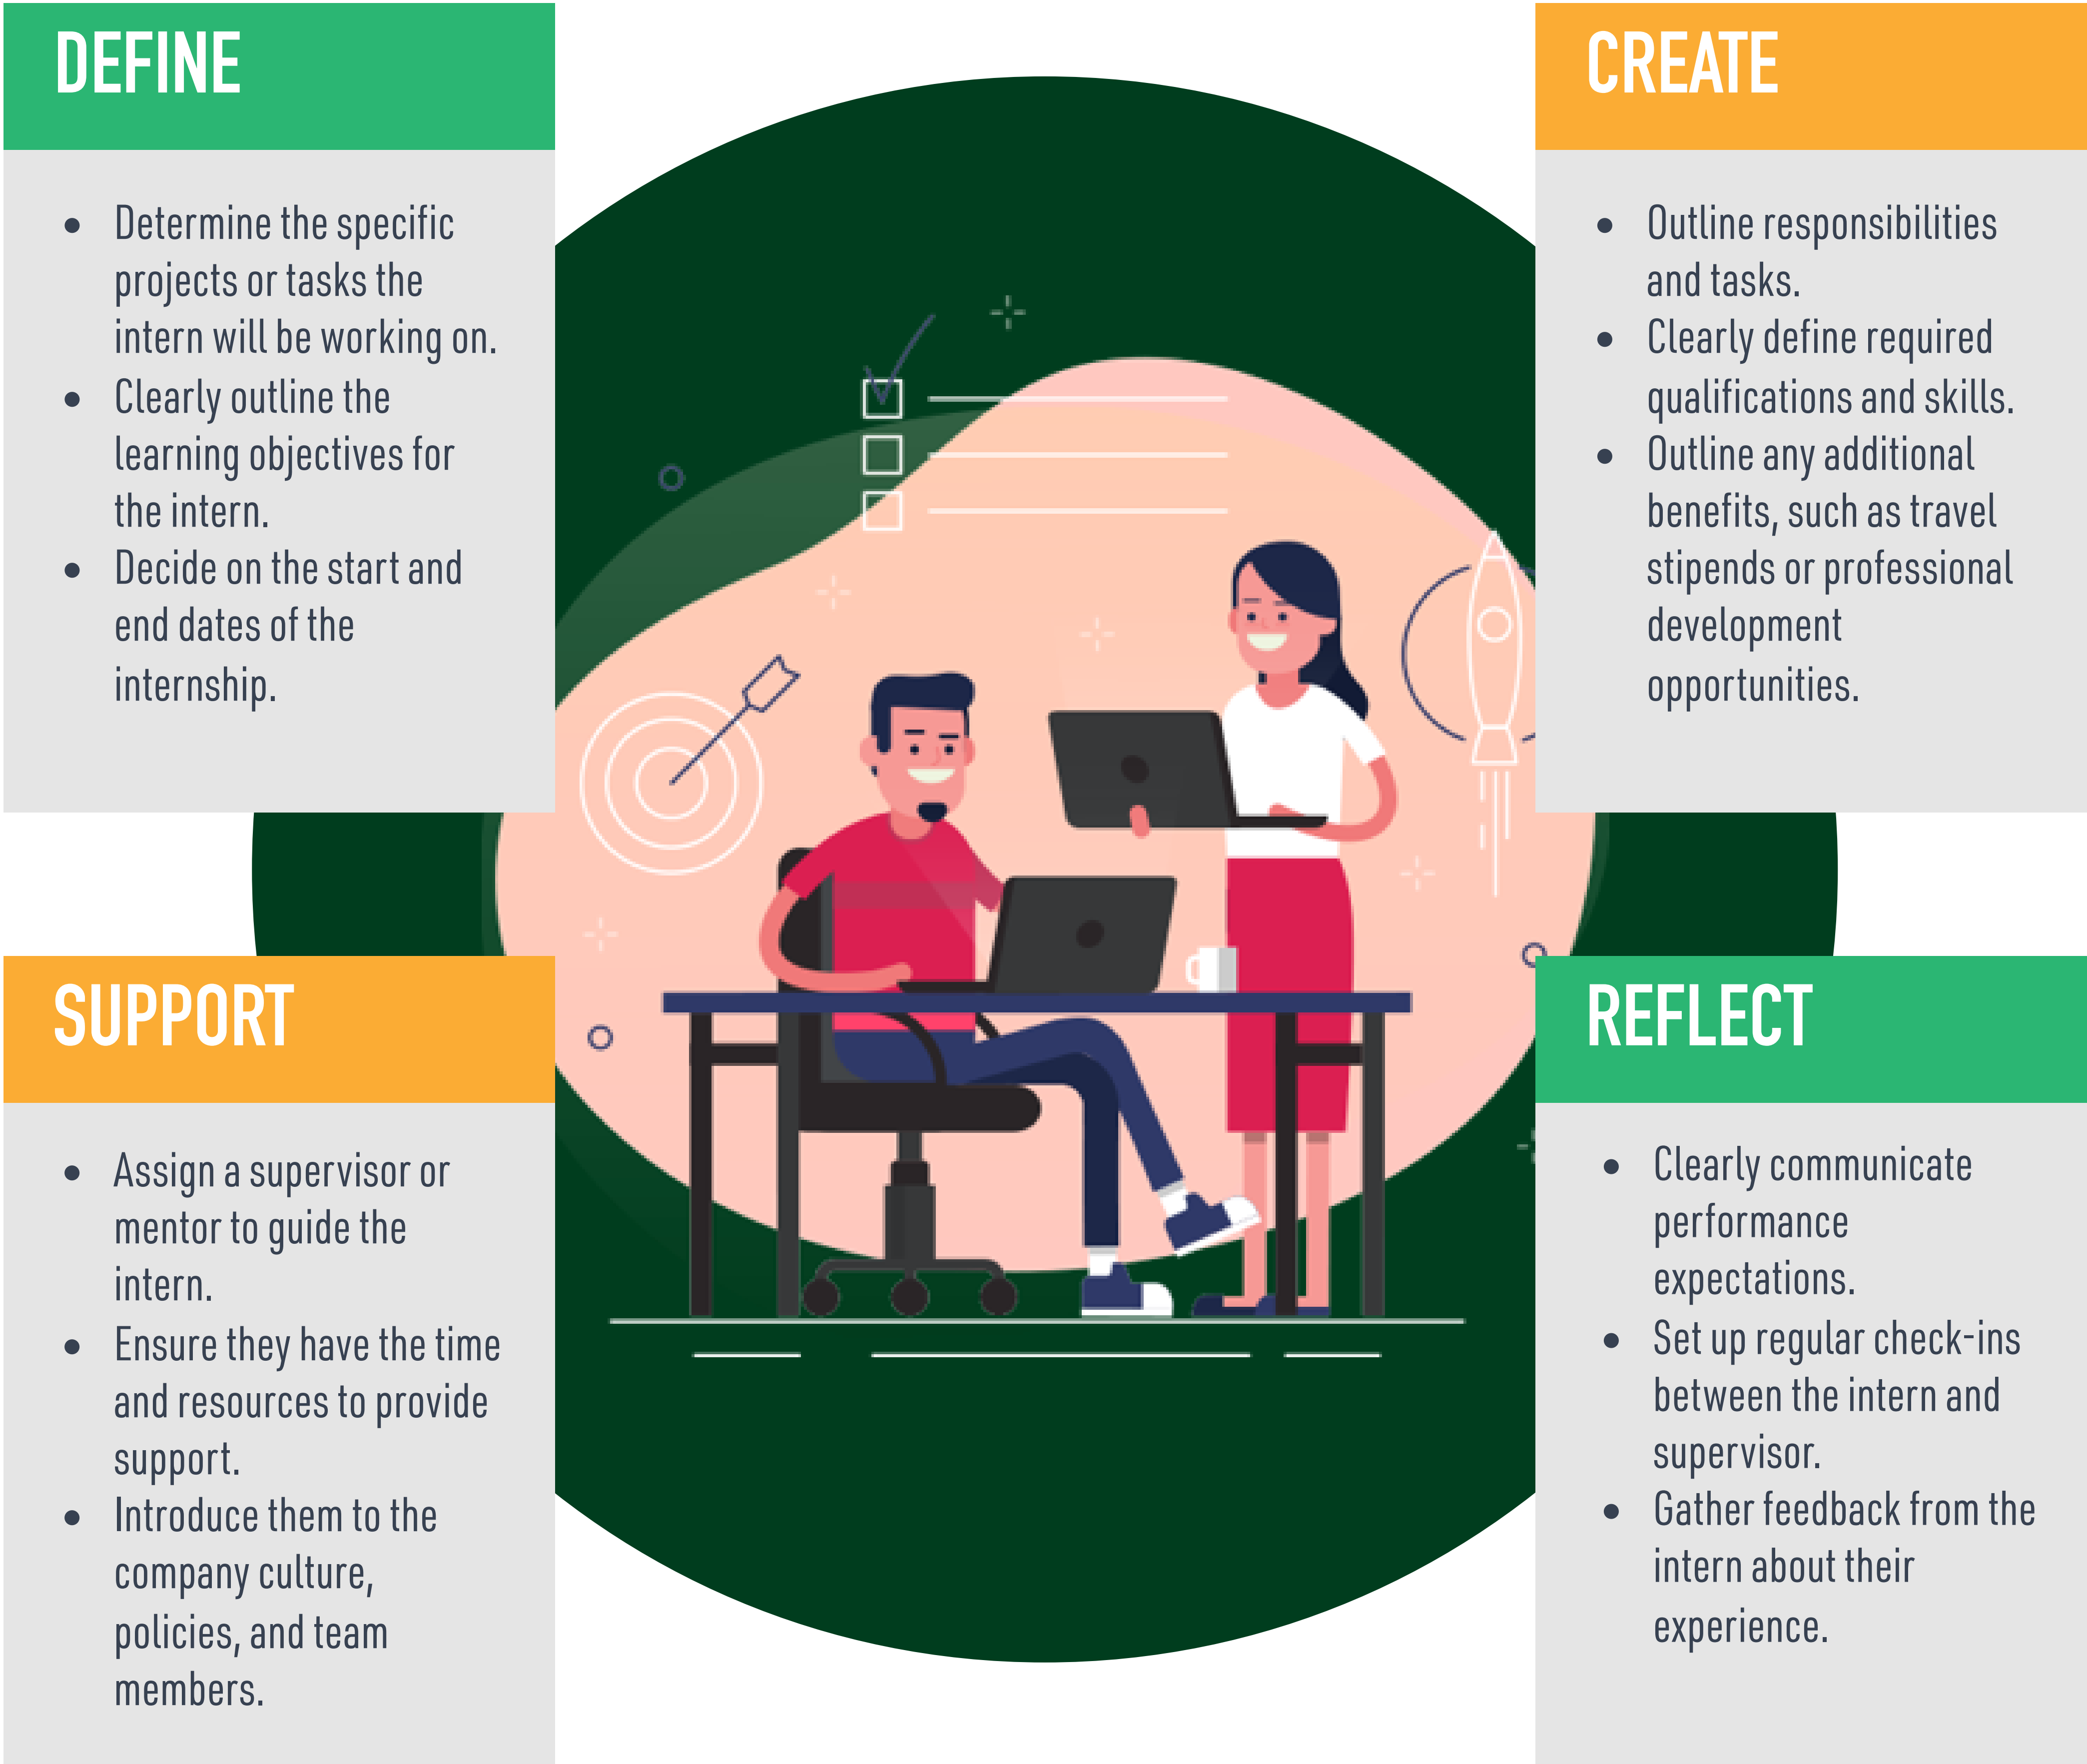 DEFINE
• Determine the specific
projects or tasks the
intern will be working on.
• Clearly outline the
learning objectives for
the intern.
• Decide on the start and
end dates of the
internship.
CREATE
• Outline responsibilities
and tasks.
• Clearly define required
qualifications and skills.
• Outline any additional
benefits, such as travel
stipends or professional
development
opportunities.
SUPPORT
• Assign a supervisor or
mentor to guide the
intern.
• Ensure they have the time
and resources to provide
support.
• Introduce them to the
company culture,
policies, and team
members.
REFLECT
• Clearly communicate
performance
expectations.
• Set up regular check-ins
between the intern and
supervisor.
• Gather feedback from the
intern about their
experience.